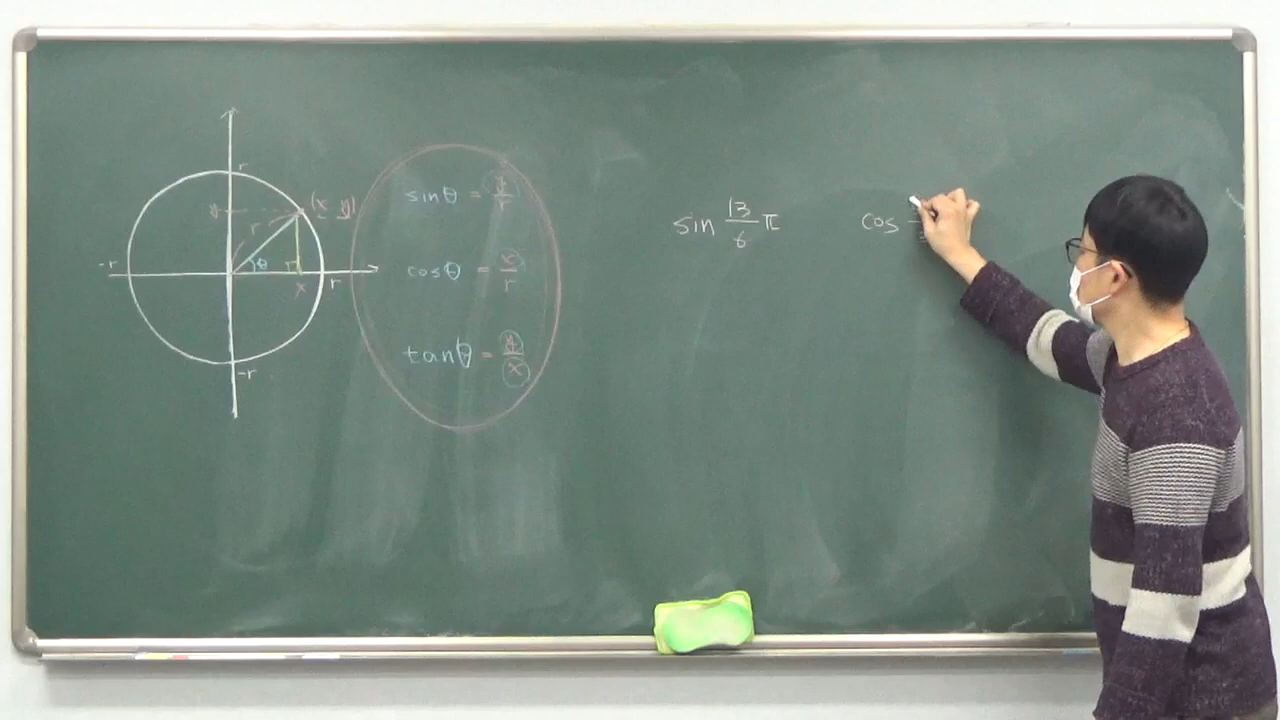 r
(x, y)
y
r
θ
-r
x
r
-r
sinθ = y/r
cosθ = x/r
tanθ = y/x
sin 13/6 π
cos